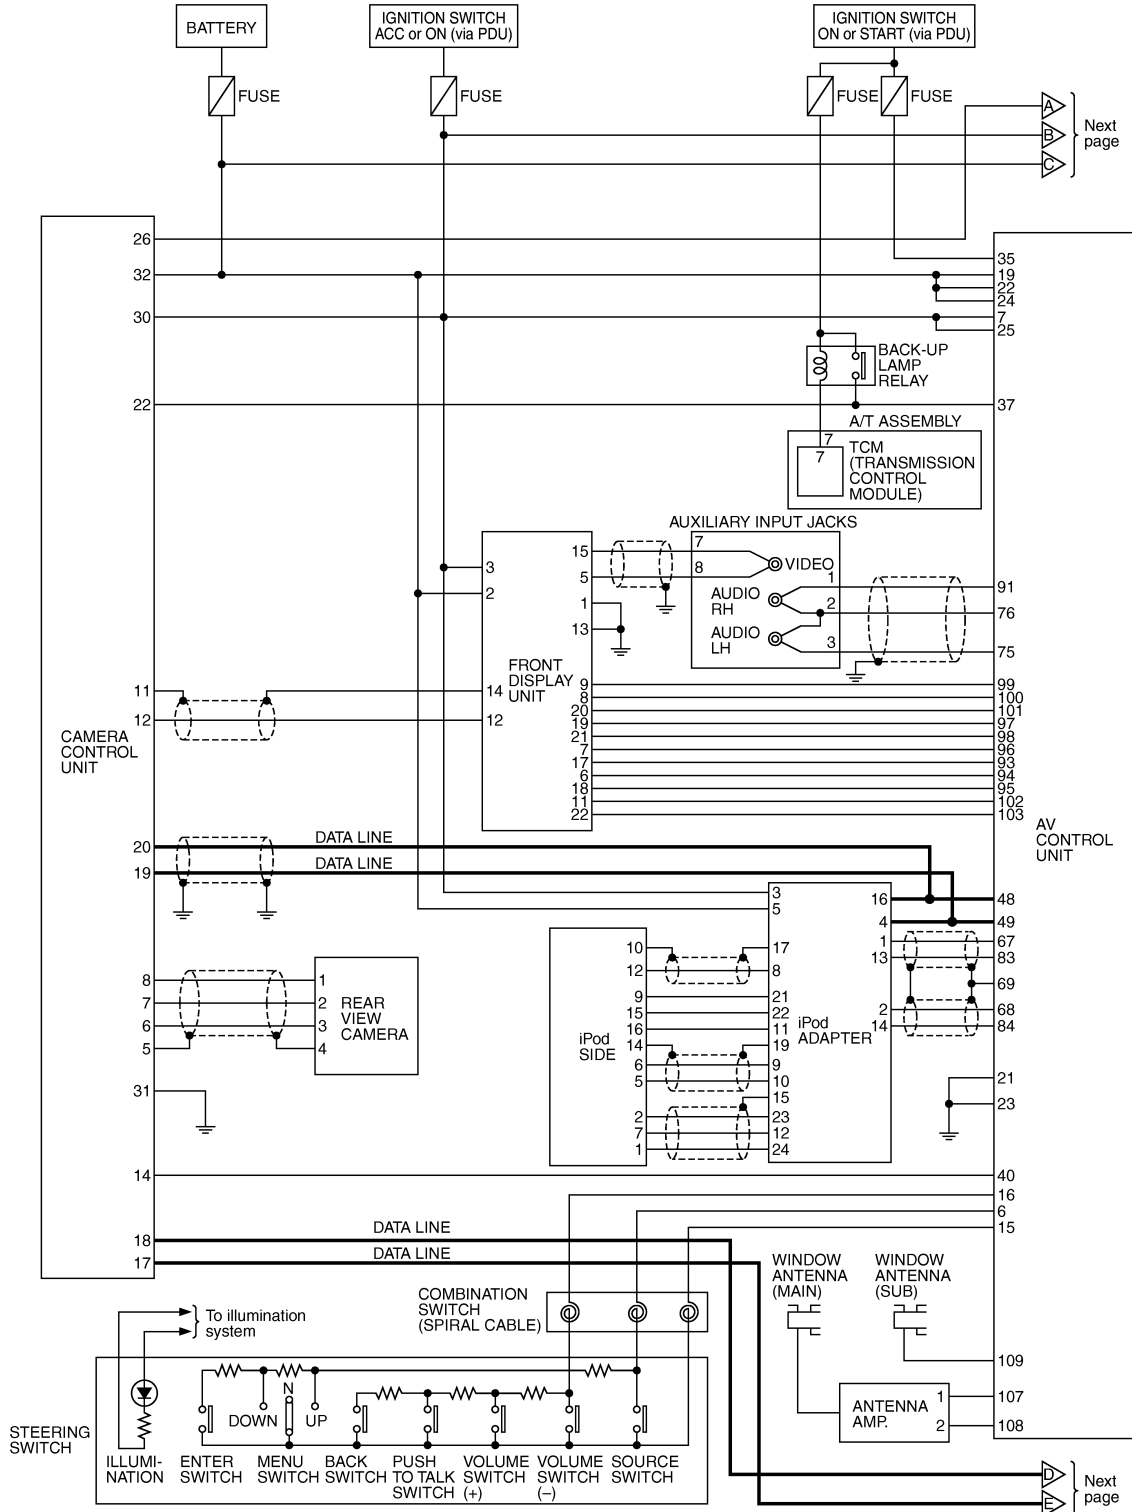 BATTERY
IGNITION SWITCH
ACC or ON (via PDU)
IGNITION SWITCH
ON or START (via PDU)
FUSE
FUSE
FUSE
FUSE
A
B
C
Next
page
26
32
30
22
35
19
22
24
7
25
37
BACK-UP
LAMP
RELAY
A/T ASSEMBLY
7
7
TCM
(TRANSMISSION
CONTROL
MODULE)
AUXILIARY INPUT JACKS
7
8
VIDEO
AUDIO
RH
AUDIO
LH
1
2
3
91
76
75
3
2
15
5
1
13
FRONT
DISPLAY
UNIT
14
12
9
8
20
19
21
7
17
6
18
11
22
99
100
101
97
98
96
93
94
95
102
103
11
12
CAMERA
CONTROL
UNIT
AV
CONTROL
UNIT
20
19
DATA LINE
DATA LINE
3
5
16
4
1
13
2
14
48
49
67
83
69
68
84
8
7
6
5
1
2
3
4
REAR
VIEW
CAMERA
iPod
SIDE
10
12
9
15
16
14
6
5
2
7
1
17
8
21
22
11
19
9
10
15
23
12
24
iPod
ADAPTER
31
21
23
14
40
16
6
15
18
17
DATA LINE
DATA LINE
WINDOW
ANTENNA
(MAIN)
WINDOW
ANTENNA
(SUB)
COMBINATION
SWITCH
(SPIRAL CABLE)
To illumination
system
109
107
108
ANTENNA
AMP.
1
2
STEERING
SWITCH
N
DOWN
UP
ILLUMI-
NATION
ENTER
SWITCH
MENU
SWITCH
BACK
SWITCH
PUSH
TO TALK
SWITCH
VOLUME
SWITCH
(+)
VOLUME
SWITCH
(–)
SOURCE
SWITCH
D
E
Next
page